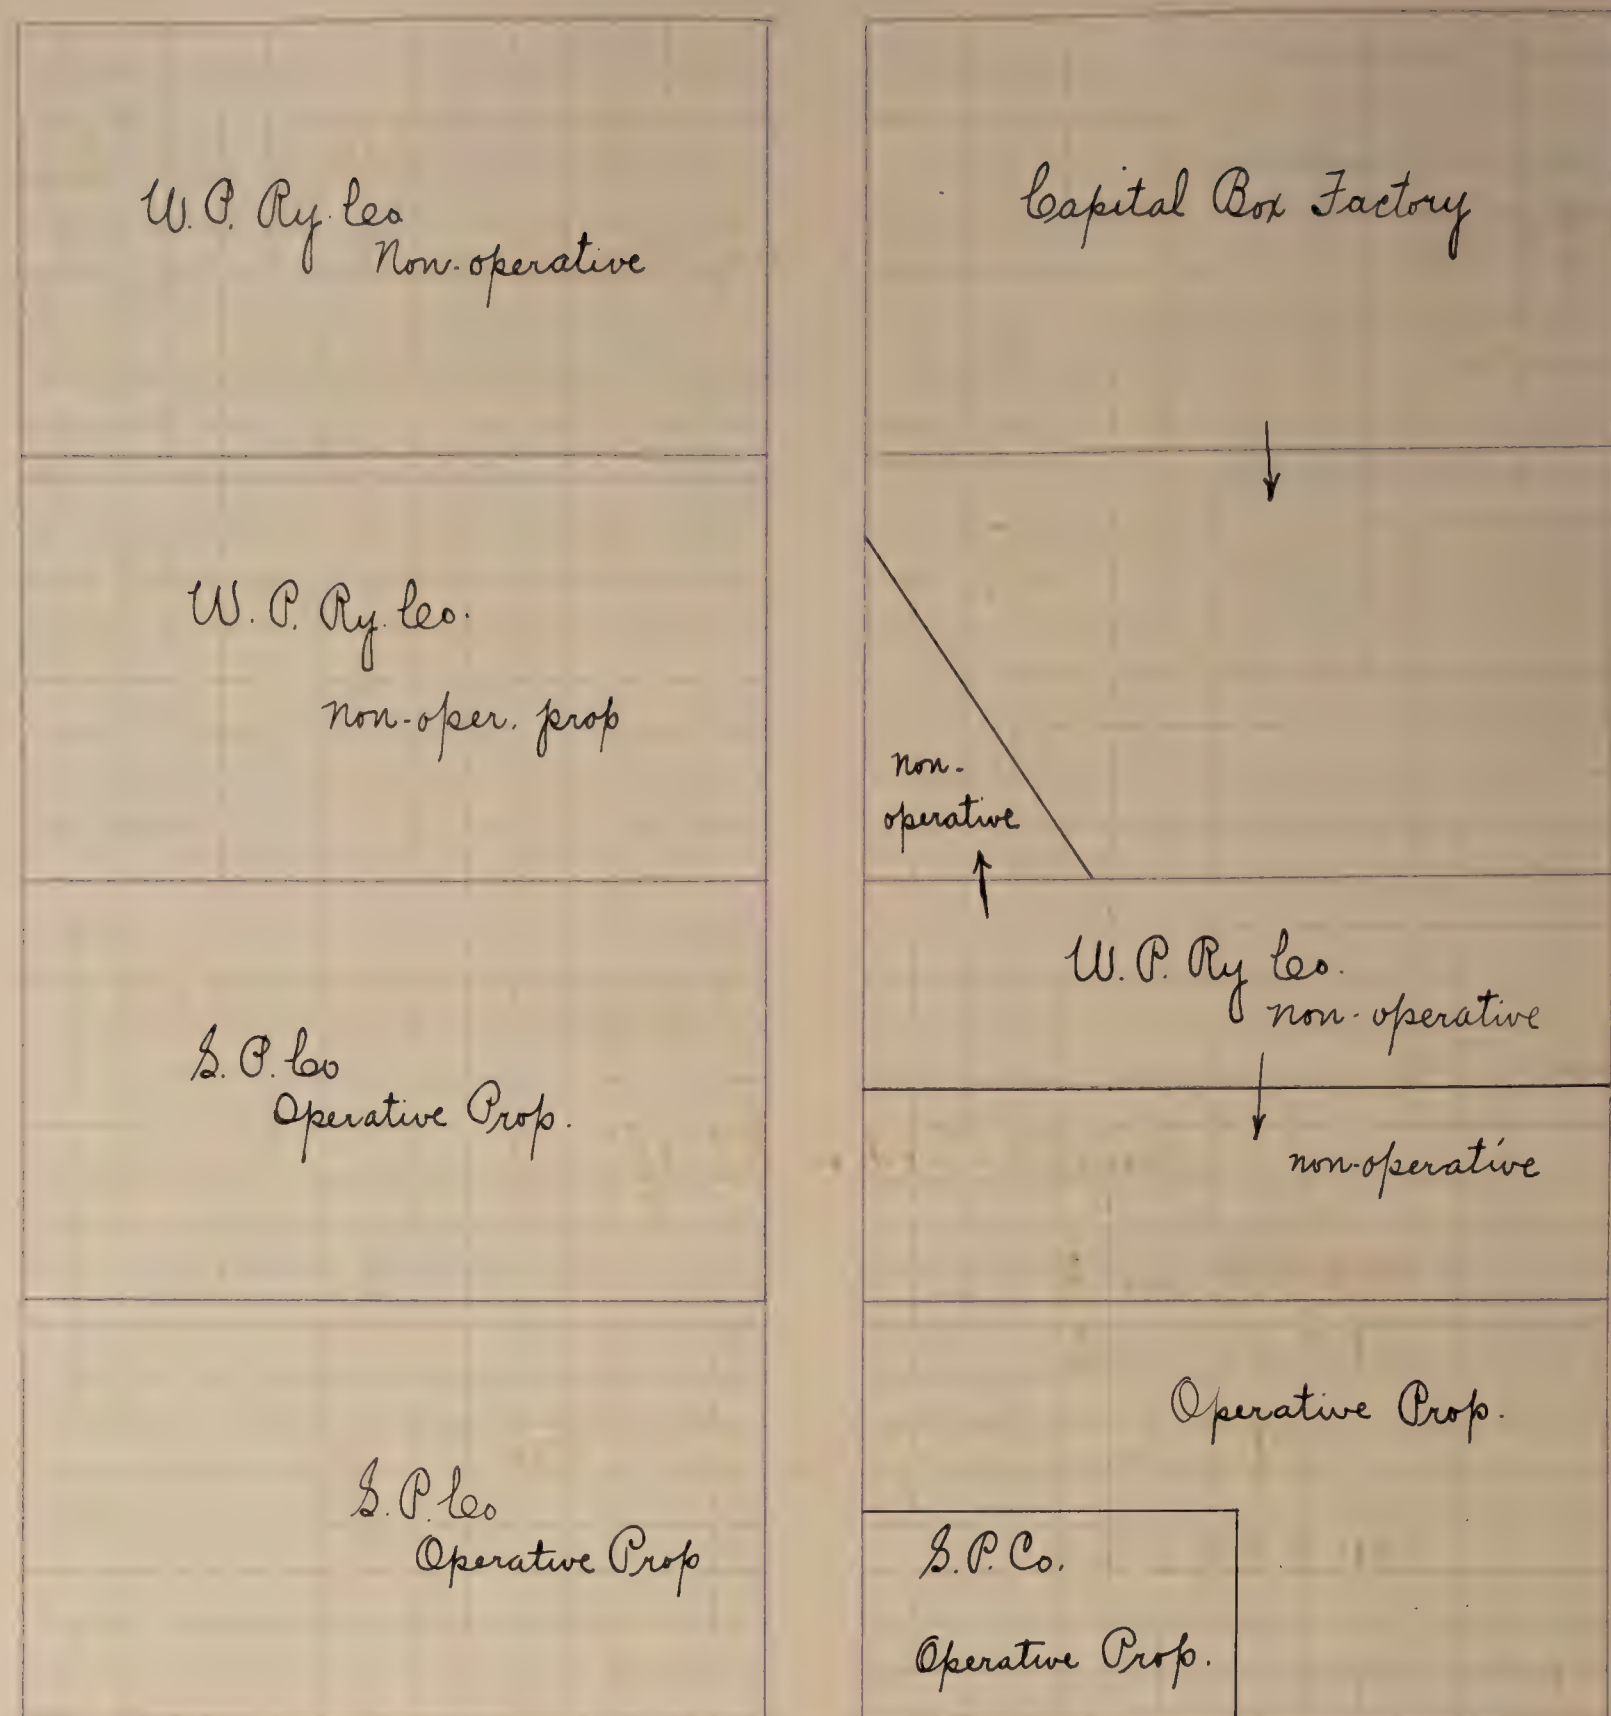 W. P. Ry. Co
Non-operative
W. P. Ry. Co.
non-oper. prop
S. P. Co
Operative Prop.
S. P. Co
Operative Prop
Capital Box Factory
non-
operative
W. P. Ry Co.
non-operative
non-operative
Operative Prop.
S. P. Co.
Operative Prop.